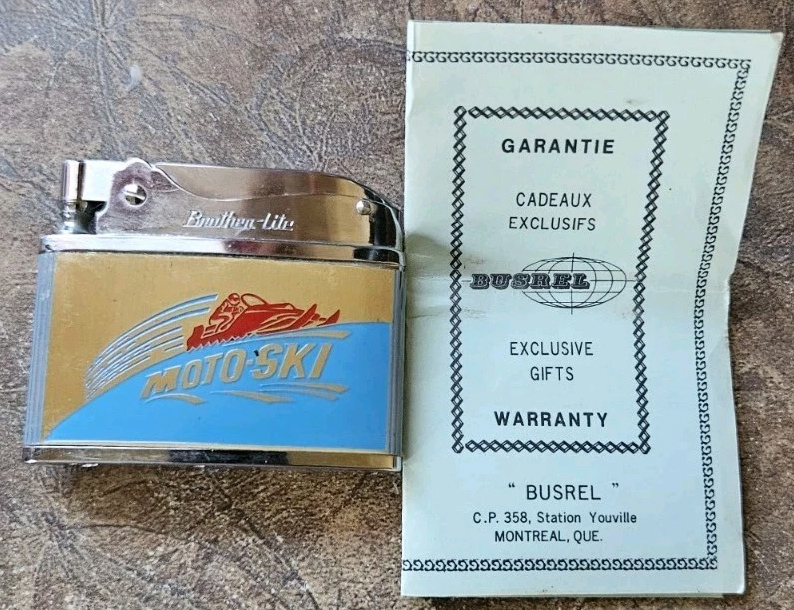 Brother-Lite
MOTO-SKI
GARANTIE
CADEAUX
EXCLUSIFS
BUSREL
EXCLUSIVE
GIFTS
WARRANTY
" BUSREL "
C.P. 358, Station Youville
MONTREAL, QUE.